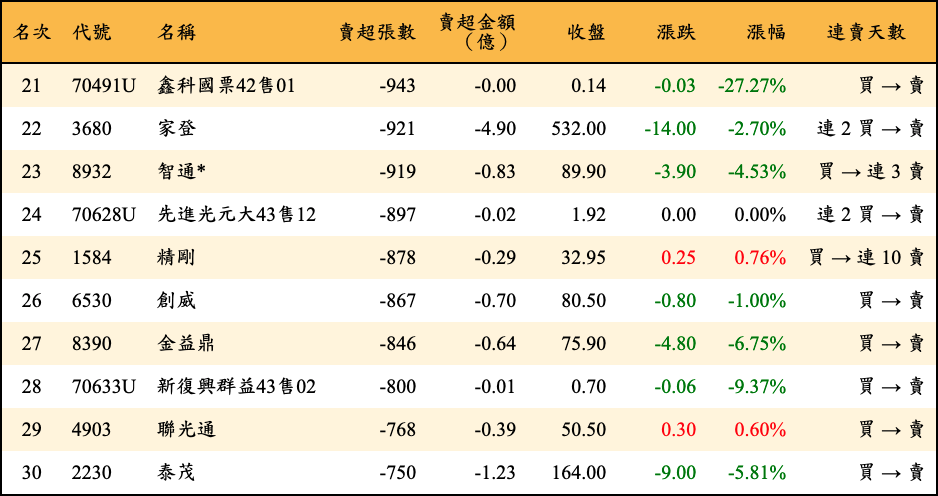 名次 代號 名稱 賣超張數 賣超金額（億） 收盤 漲跌 漲幅 連賣天數
21 70491U 鑫科國票42售01 -943 -0.00 0.14 -0.03 -27.27% 買 → 賣
22 3680 家登 -921 -4.90 532.00 -14.00 -2.70% 連 2 買 → 賣
23 8932 智通* -919 -0.83 89.90 -3.90 -4.53% 買 → 連 3 賣
24 70628U 先進光元大43售12 -897 -0.02 1.92 0.00 0.00% 連 2 買 → 賣
25 1584 精剛 -878 -0.29 32.95 0.25 0.76% 買 → 連 10 賣
26 6530 創威 -867 -0.70 80.50 -0.80 -1.00% 買 → 賣
27 8390 金益鼎 -846 -0.64 75.90 -4.80 -6.75% 買 → 賣
28 70633U 新復興群益43售02 -800 -0.01 0.70 -0.06 -9.37% 買 → 賣
29 4903 聯光通 -768 -0.39 50.50 0.30 0.60% 買 → 賣
30 2230 泰茂 -750 -1.23 164.00 -9.00 -5.81% 買 → 賣